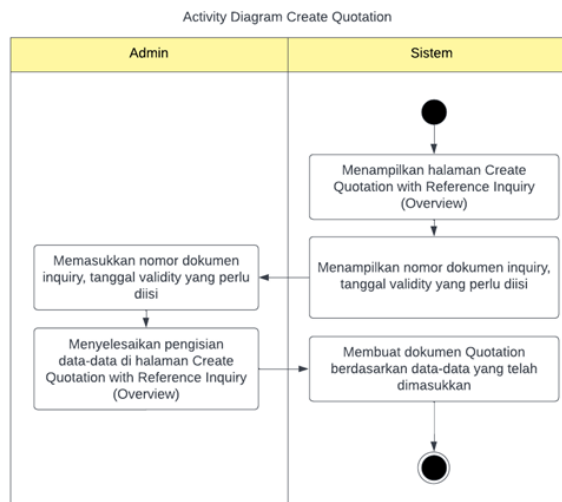 Activity Diagram Create Quotation
Admin
Sistem
Menampilkan halaman Create
Quotation with Reference Inquiry
(Overview)
Menampilkan nomor dokumen inquiry,
tanggal validity yang perlu diisi
Memasukkan nomor dokumen
inquiry, tanggal validity yang perlu
diisi
Menyelesaikan pengisian
data-data di halaman Create
Quotation with Reference Inquiry
(Overview)
Membuat dokumen Quotation
berdasarkan data-data yang telah
dimasukkan